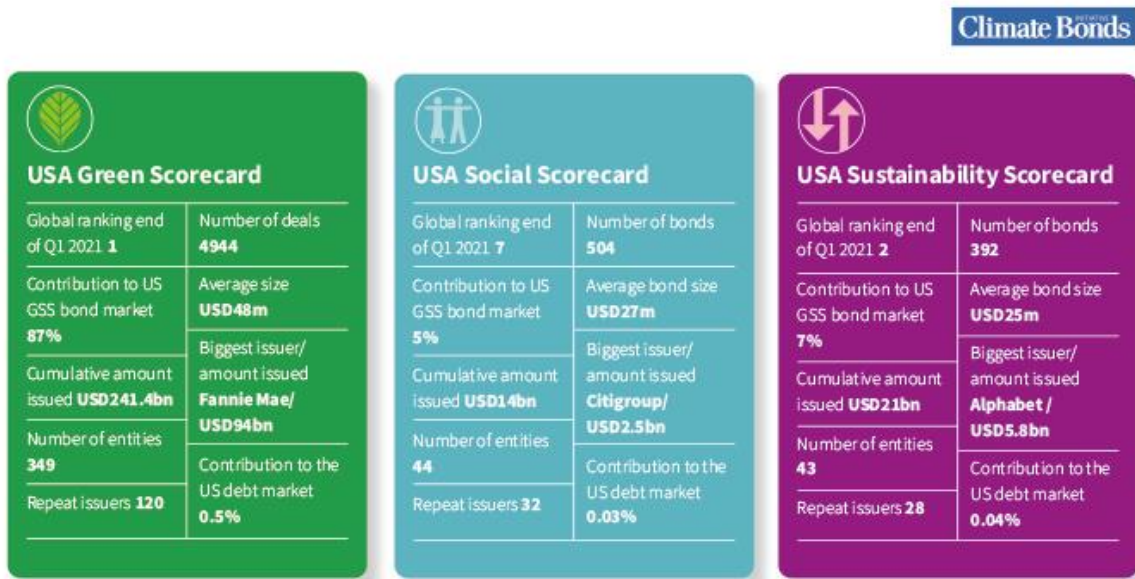 Climate Bonds
INITIATIVE
USA Green Scorecard
Global ranking end
of Q1 2021 1
Contribution to US
GSS bond market
87%
Cumulative amount
issued USD241.4bn
Number of entities
349
Repeat issuers 120
Number of deals
4944
Average size
USD48m
Biggest issuer/
amount issued
Fannie Mae/
USD94bn
Contribution to the
US debt market
0.5%
USA Social Scorecard
Global ranking end
of Q1 2021 7
Contribution to US
GSS bond market
5%
Cumulative amount
issued USD14bn
Number of entities
44
Repeat issuers 32
Number of bonds
504
Average bond size
USD27m
Biggest issuer/
amount issued
Citigroup/
USD2.5bn
Contribution to the
US debt market
0.03%
USA Sustainability Scorecard
Global ranking end
of Q1 2021 2
Contribution to US
GSS bond market
7%
Cumulative amount
issued USD21bn
Number of entities
43
Repeat issuers 28
Number of bonds
392
Average bond size
USD25m
Biggest issuer/
amount issued
Alphabet /
USD5.8bn
Contribution to the
US debt market
0.04%